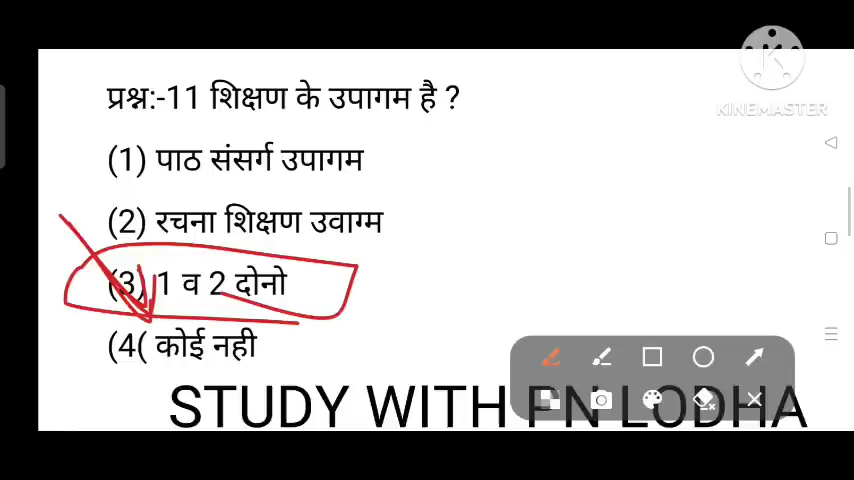 KINEMASTER
प्रश्न:-11 शिक्षण के उपागम है ?
(1) पाठ संसर्ग उपागम
(2) रचना शिक्षण उवाग्म
(3) 1 व 2 दोनो
(4( कोई नही
STUDY WITH PN LODHA